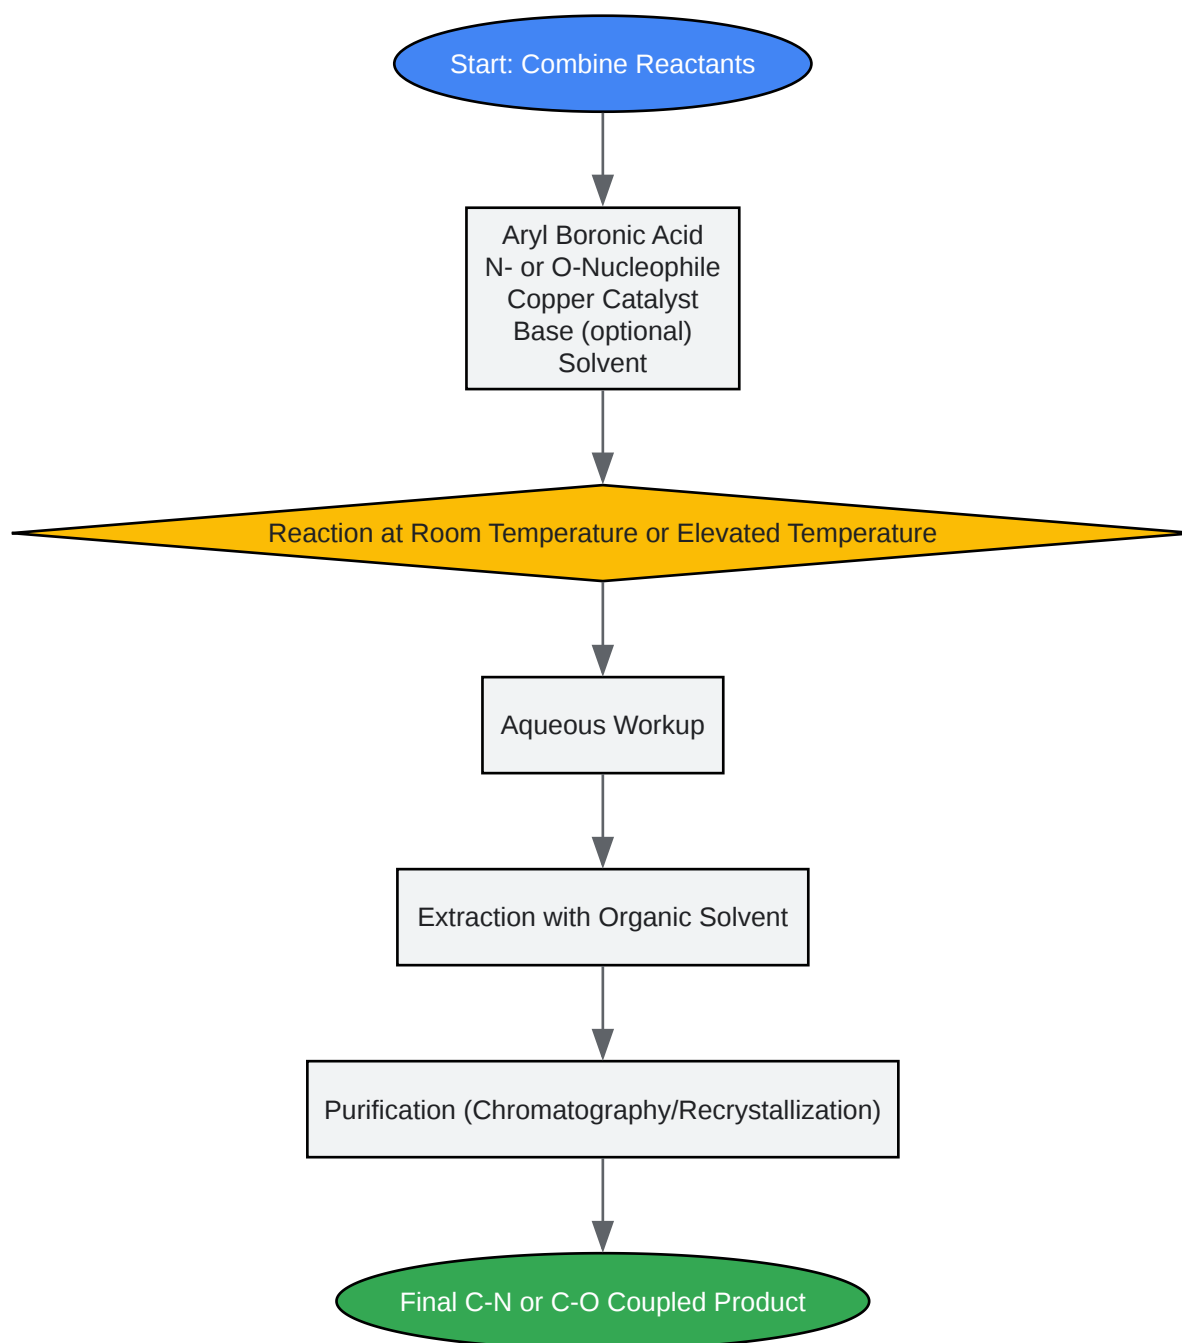 Start: Combine Reactants
Aryl Boronic Acid
N- or O-Nucleophile
Copper Catalyst
Base (optional)
Solvent
Reaction at Room Temperature or Elevated Temperature
Aqueous Workup
Extraction with Organic Solvent
Purification (Chromatography/Recrystallization)
Final C-N or C-O Coupled Product